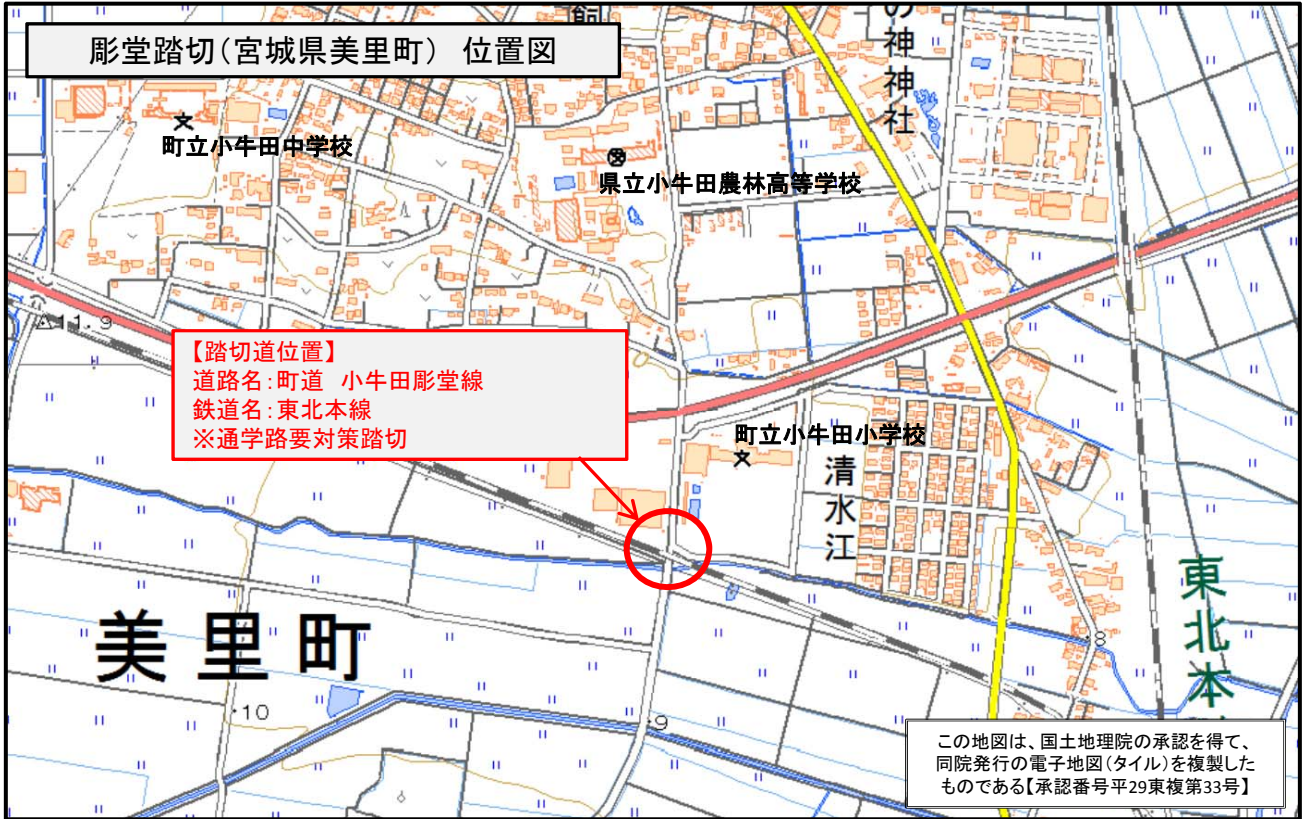 彫堂踏切(宮城県美里町) 位置図
の神神社
町立小牛田中学校
県立小牛田農林高等学校
11.9
【踏切道位置】
道路名:町道 小牛田彫堂線
鉄道名:東北本線
※通学路要対策踏切
町立小牛田小学校
清水江
美里町
東北本
・8
・10
・9
この地図は、国土地理院の承認を得て、
同院発行の電子地図(タイル)を複製した
ものである【承認番号平29東複第33号】